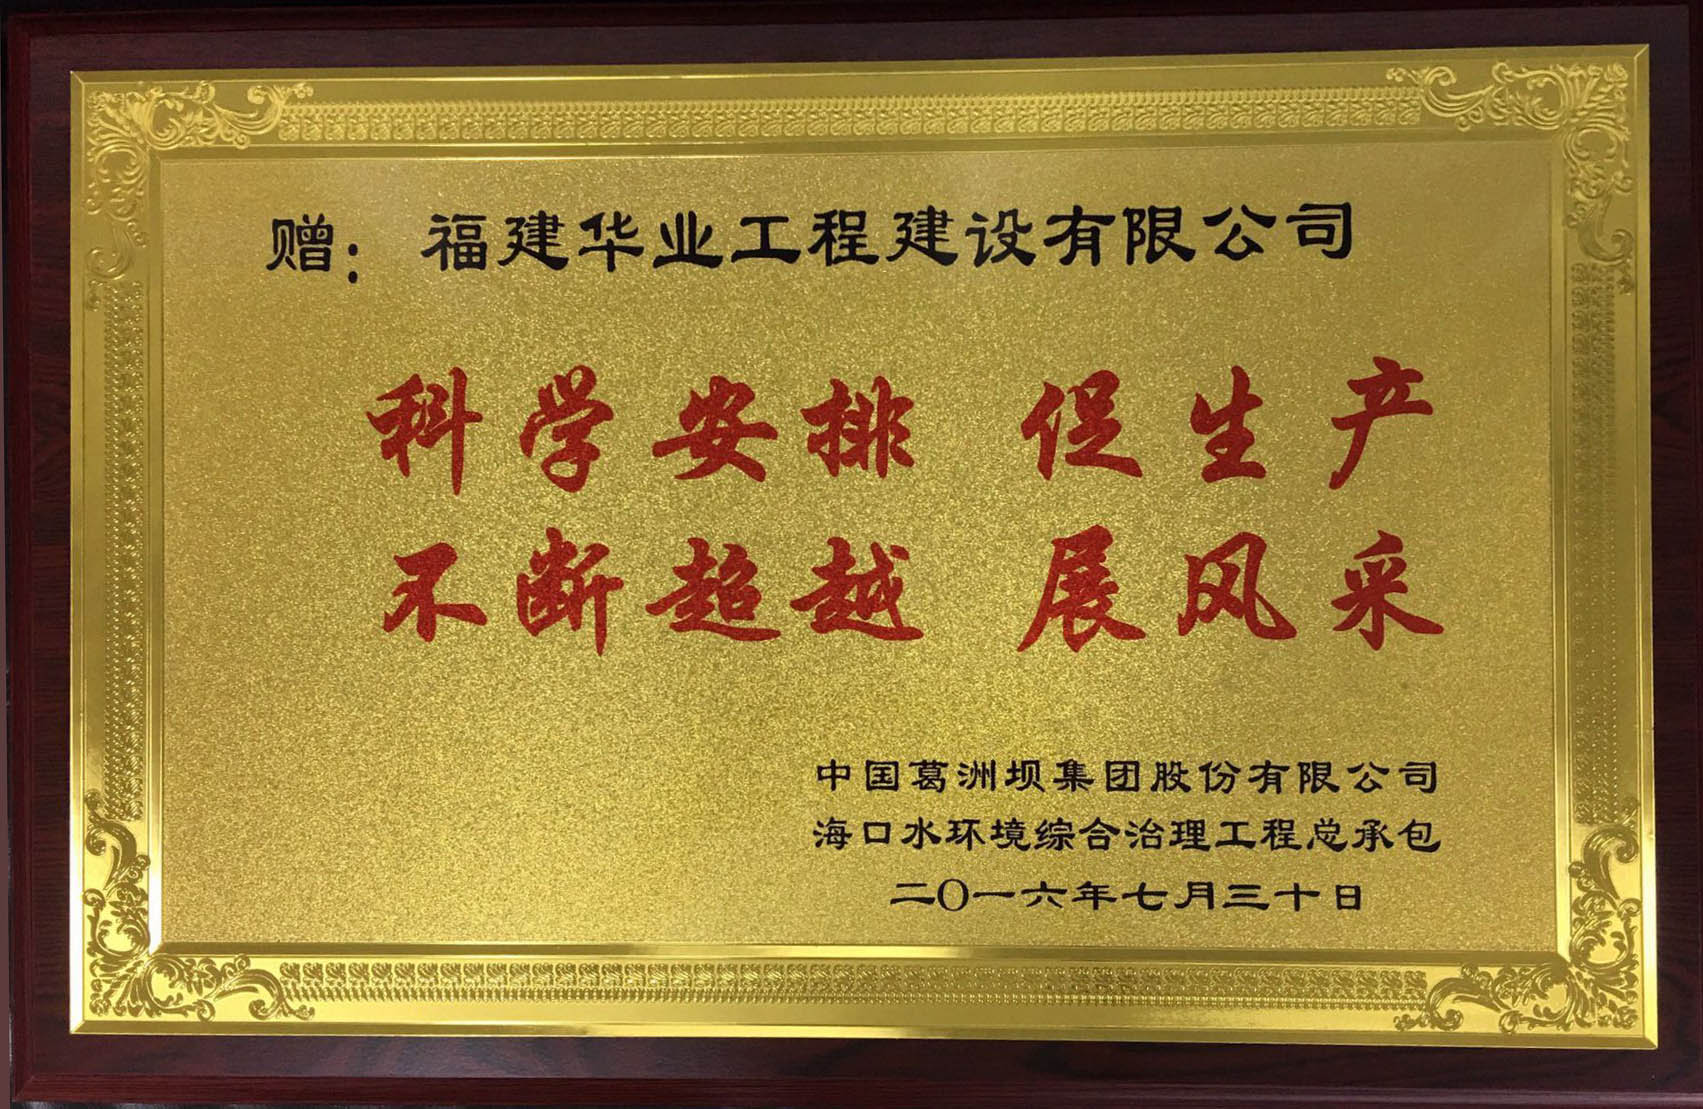 赠：福建华业工程建设有限公司
科学安排 促生产
不断超越 展风采
中国葛洲坝集团股份有限公司
海口水环境综合治理工程总承包
二〇一六年七月三十日